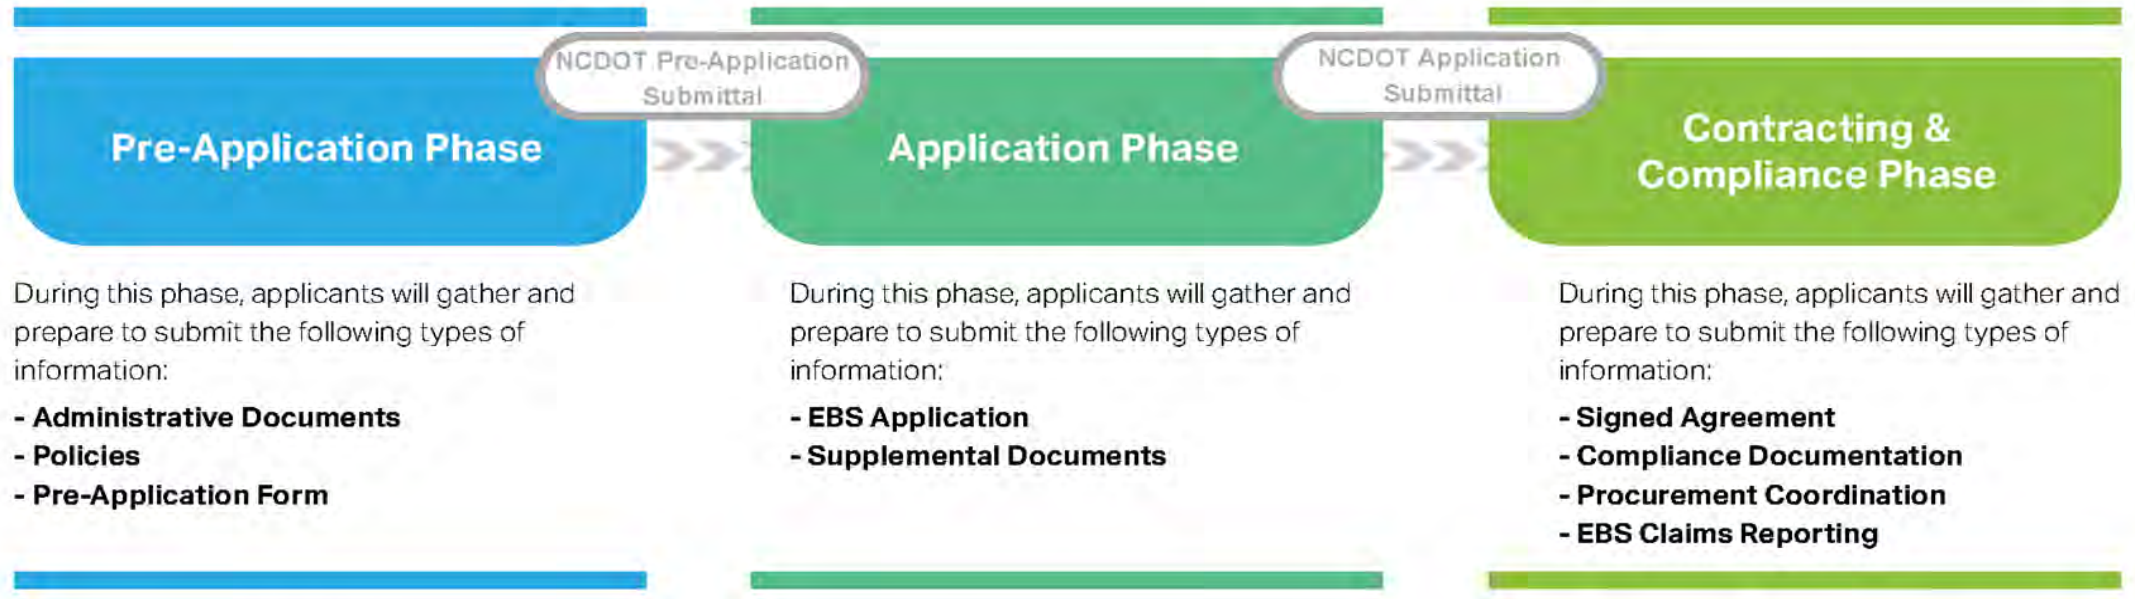 NCDOT Pre-Application
Submittal
NCDOT Application
Submittal
Pre-Application Phase
Application Phase
Contracting &
Compliance Phase
During this phase, applicants will gather and
prepare to submit the following types of
information:
- Administrative Documents
- Policies
- Pre-Application Form
During this phase, applicants will gather and
prepare to submit the following types of
information:
- EBS Application
- Supplemental Documents
During this phase, applicants will gather and
prepare to submit the following types of
information:
- Signed Agreement
- Compliance Documentation
- Procurement Coordination
- EBS Claims Reporting